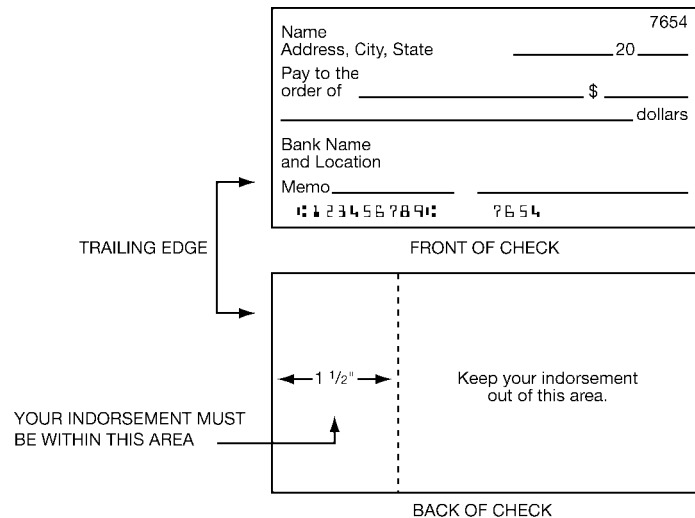 7654
Name
Address, City, State 20
Pay to the
order of $
dollars
Bank Name
and Location
Memo
⑆123456789⑆ 7654
TRAILING EDGE
FRONT OF CHECK
1 1/2"
Keep your indorsement
out of this area.
YOUR INDORSEMENT MUST
BE WITHIN THIS AREA
BACK OF CHECK